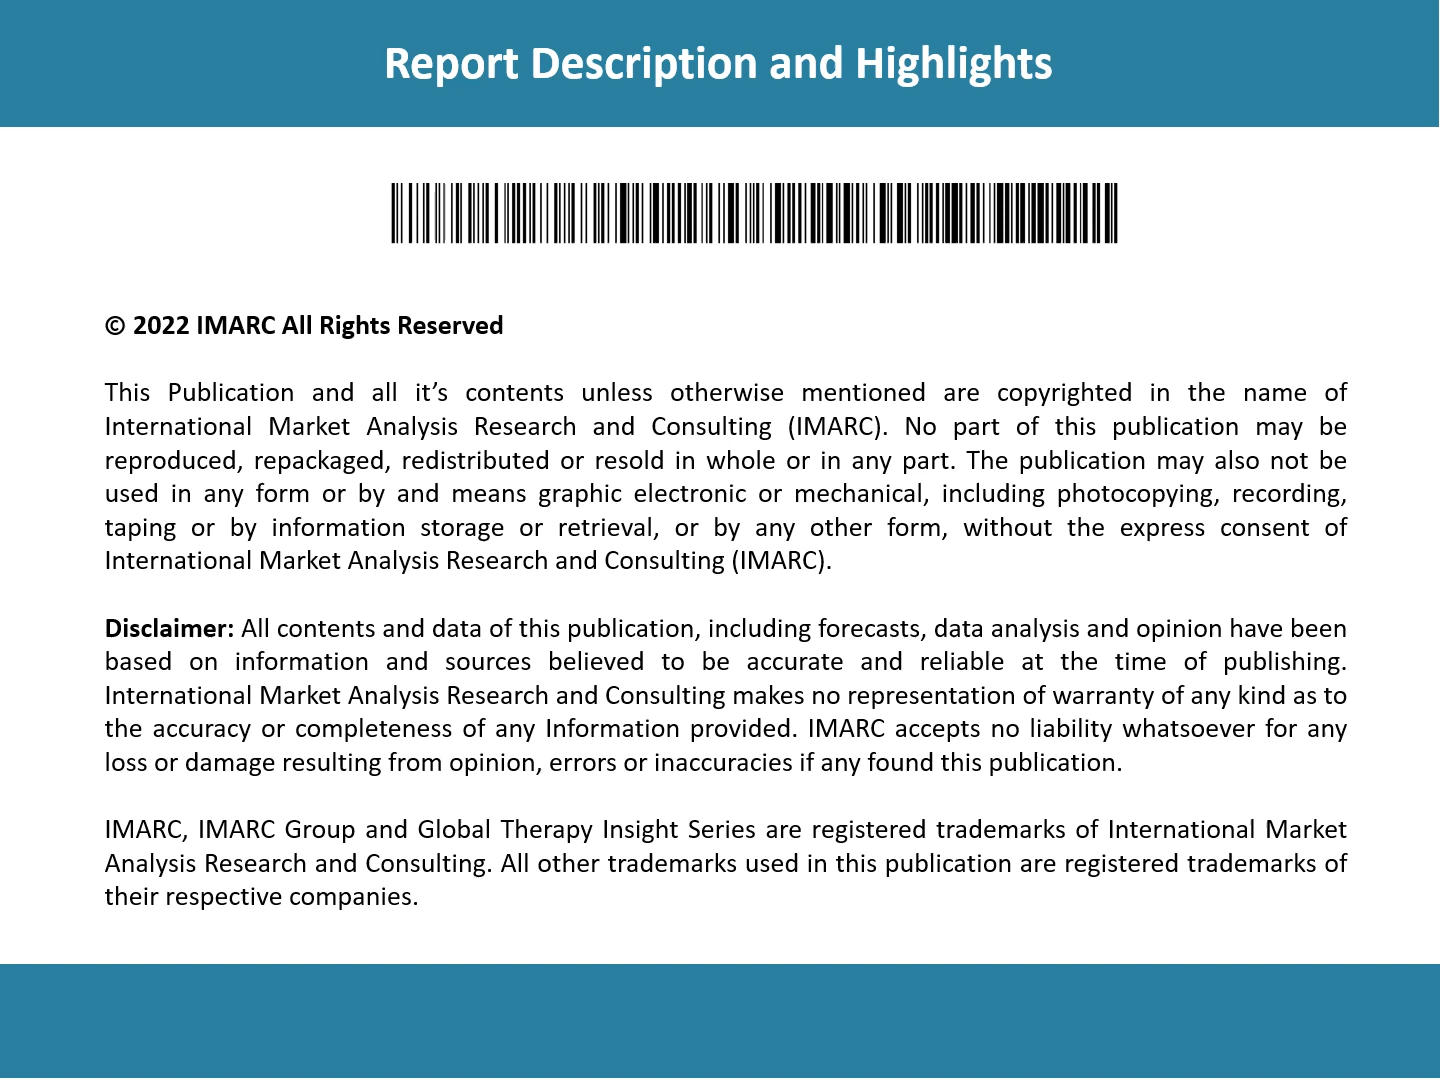 Report Description and Highlights
© 2022 IMARC All Rights Reserved
This Publication and all it’s contents unless otherwise mentioned are copyrighted in the name of
International Market Analysis Research and Consulting (IMARC). No part of this publication may be
reproduced, repackaged, redistributed or resold in whole or in any part. The publication may also not be
used in any form or by and means graphic electronic or mechanical, including photocopying, recording,
taping or by information storage or retrieval, or by any other form, without the express consent of
International Market Analysis Research and Consulting (IMARC).
Disclaimer: All contents and data of this publication, including forecasts, data analysis and opinion have been
based on information and sources believed to be accurate and reliable at the time of publishing.
International Market Analysis Research and Consulting makes no representation of warranty of any kind as to
the accuracy or completeness of any Information provided. IMARC accepts no liability whatsoever for any
loss or damage resulting from opinion, errors or inaccuracies if any found this publication.
IMARC, IMARC Group and Global Therapy Insight Series are registered trademarks of International Market
Analysis Research and Consulting. All other trademarks used in this publication are registered trademarks of
their respective companies.